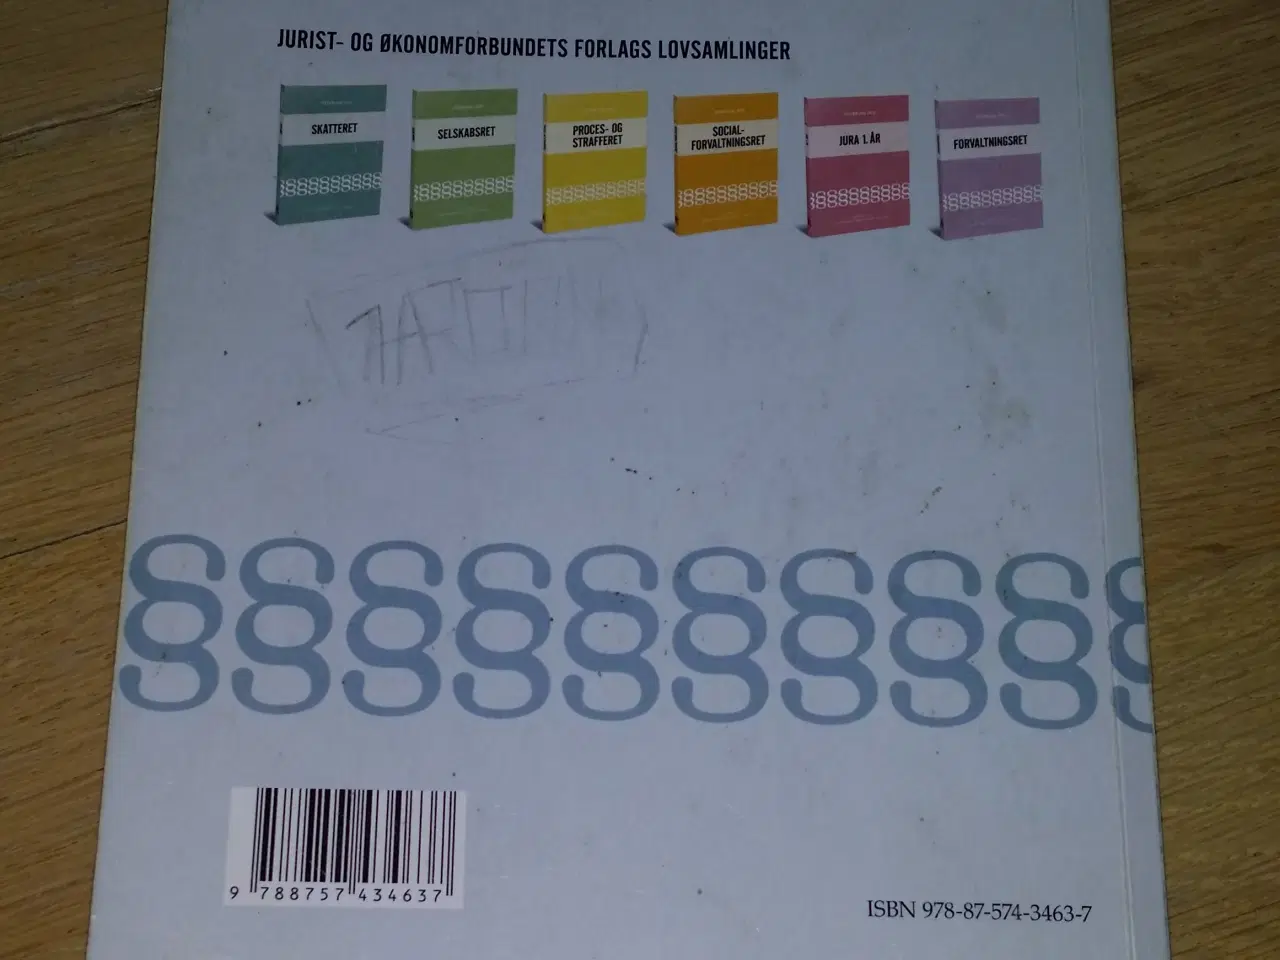 JURIST- OG ØKONOMFORBUNDETS FORLAGS LOVSAMLINGER
SKATTERET
SELSKABSRET
PROCES- OG
STRAFFERET
SOCIAL-
FORVALTNINGSRET
JURA 1. ÅR
FORVALTNINGSRET
§§§§§§§§§§
9 788757 434637
ISBN 978-87-574-3463-7